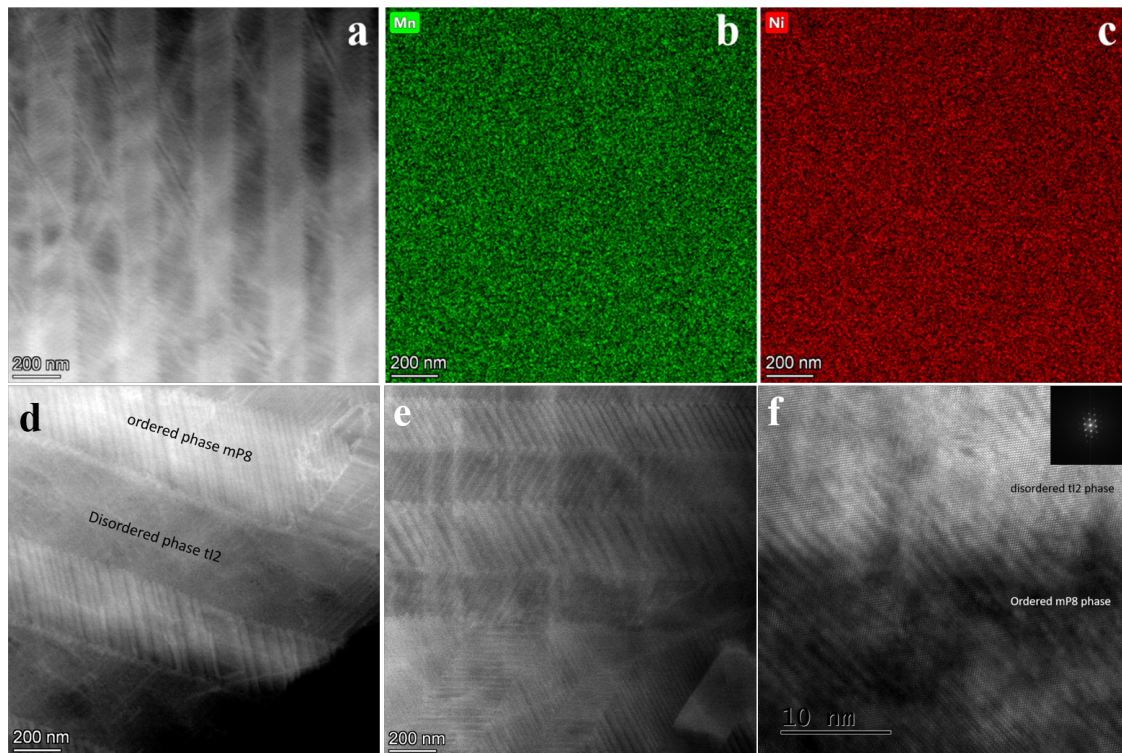 a
Mn
b
Ni
c
200 nm
200 nm
200 nm
d
ordered phase mP8
Disordered phase tI2
200 nm
e
200 nm
f
disordered tI2 phase
Ordered mP8 phase
10 nm